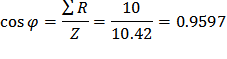 cos φ = ∑ R / Z = 10 / 10.42 = 0.9597